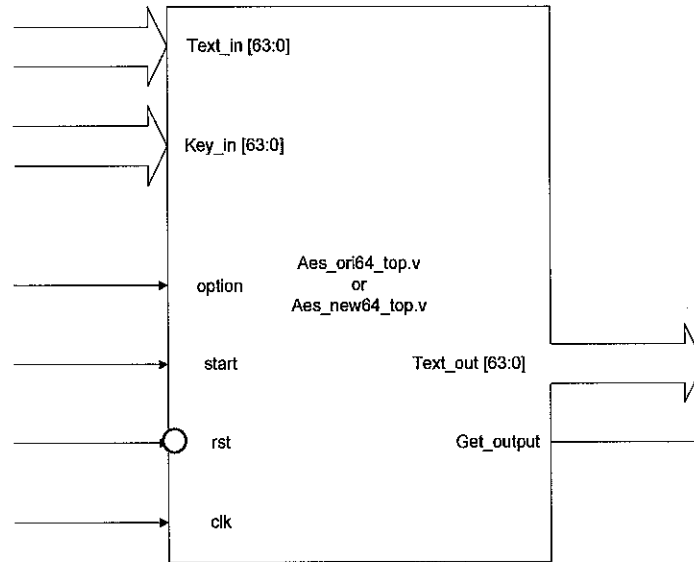 Text_in [63:0]
Key_in [63:0]
Aes_ori64_top.v
or
Aes_new64_top.v
option
start
Text_out [63:0]
rst
Get_output
clk